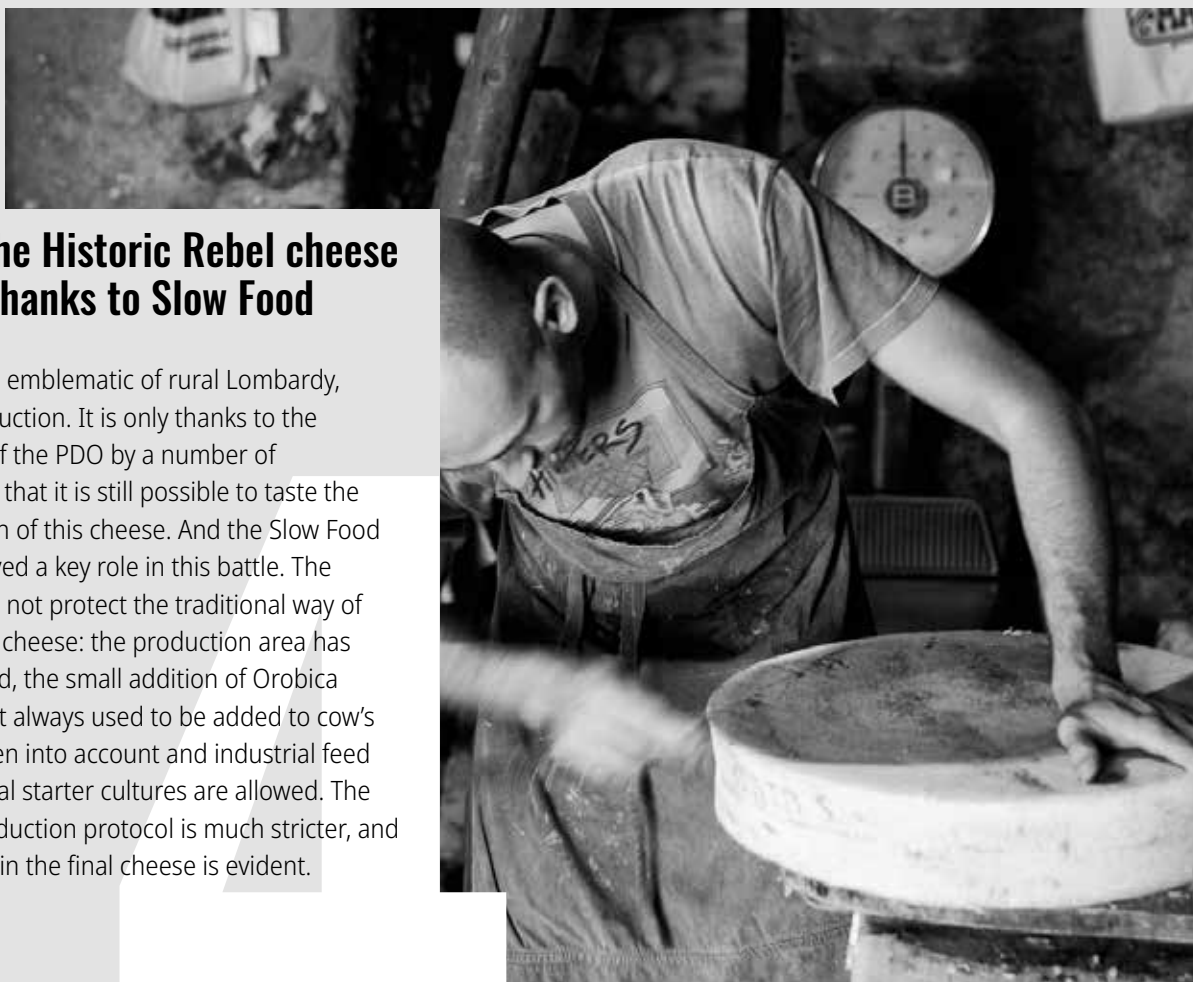 ne Historic Rebel cheese
hanks to Slow Food
emblematic of rural Lombardy,
uction. It is only thanks to the
f the PDO by a number of
that it is still possible to taste the
n of this cheese. And the Slow Food
ed a key role in this battle. The
not protect the traditional way of
cheese: the production area has
d, the small addition of Orobica
t always used to be added to cow's
en into account and industrial feed
al starter cultures are allowed. The
duction protocol is much stricter, and
in the final cheese is evident.
B